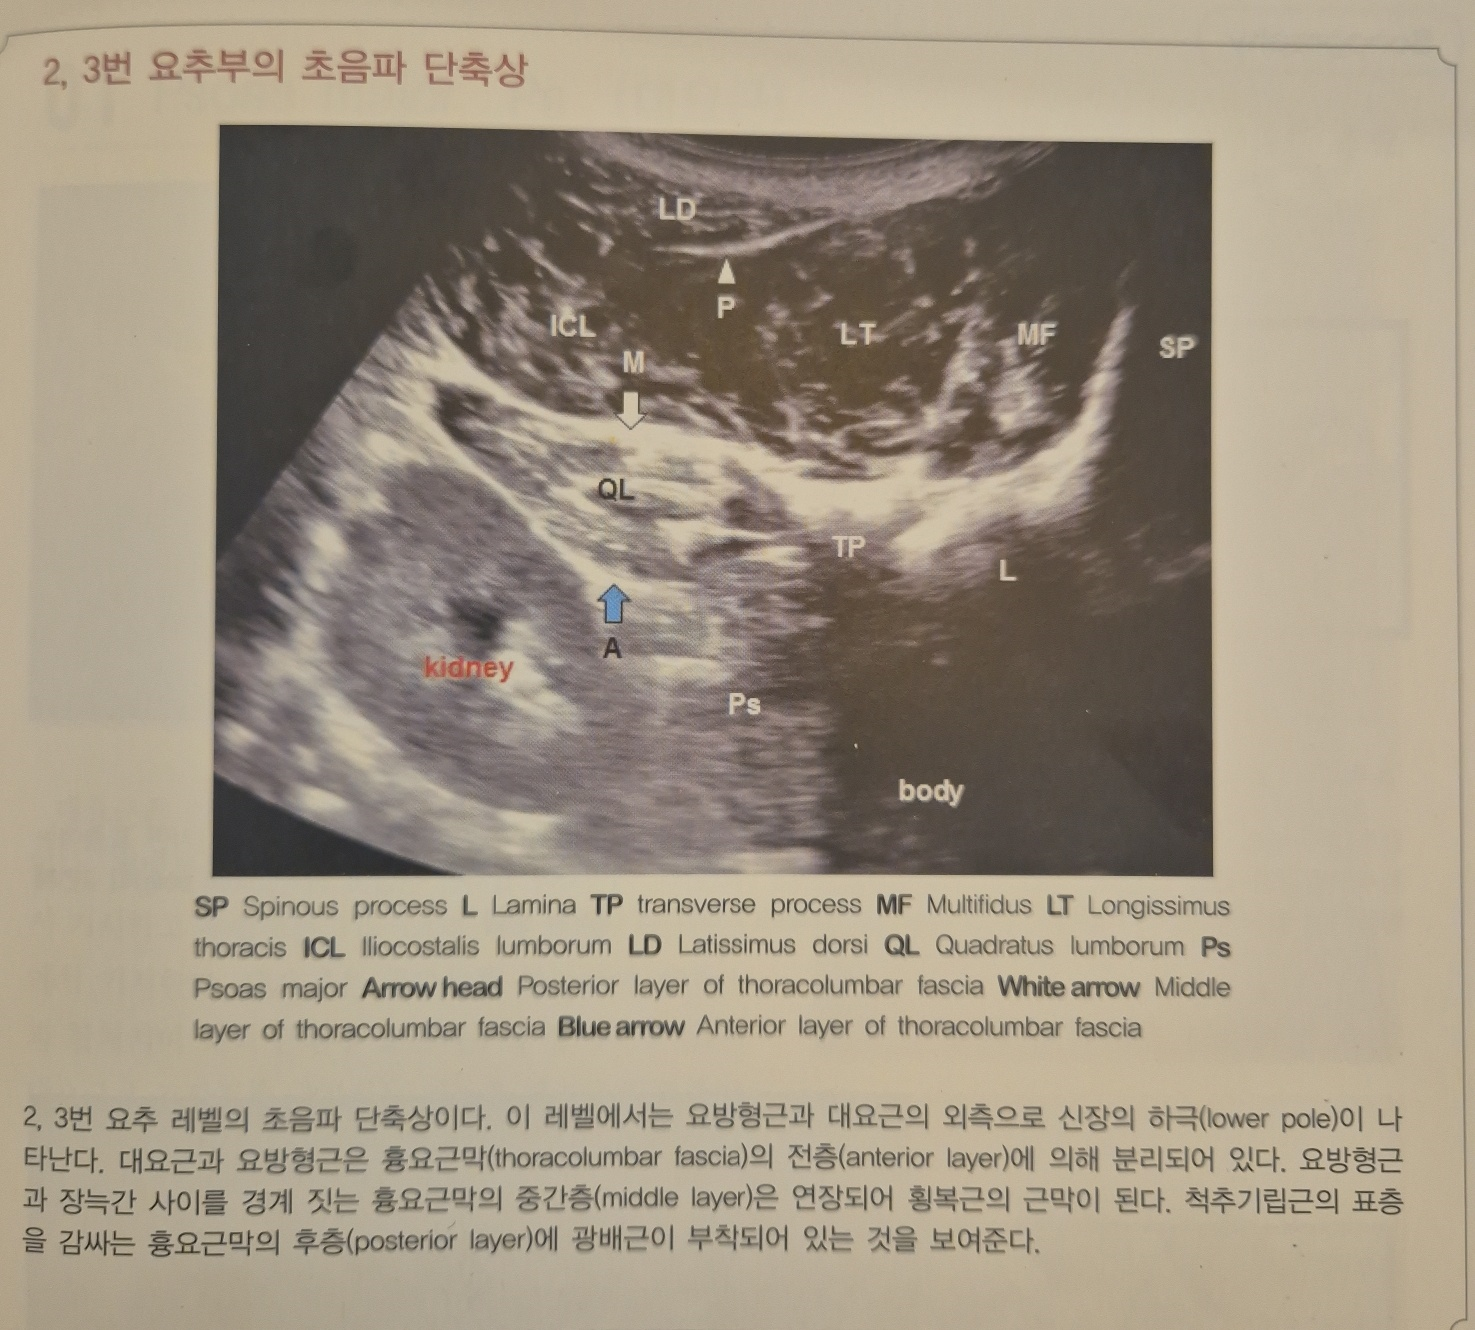 2, 3번 요추부의 초음파 단축상
LD
P
ICL
M
LT
MF
SP
QL
TP
L
A
kidney
Ps
body
SP Spinous process L Lamina TP transverse process MF Multifidus LT Longissimus
thoracis ICL Iliocostalis lumborum LD Latissimus dorsi QL Quadratus lumborum Ps
Psoas major Arrow head Posterior layer of thoracolumbar fascia White arrow Middle
layer of thoracolumbar fascia Blue arrow Anterior layer of thoracolumbar fascia
2, 3번 요추 레벨의 초음파 단축상이다. 이 레벨에서는 요방형근과 대요근의 외측으로 신장의 하극(lower pole)이 나
타난다. 대요근과 요방형근은 흉요근막(thoracolumbar fascia)의 전층(anterior layer)에 의해 분리되어 있다. 요방형근
과 장늑간 사이를 경계 짓는 흉요근막의 중간층(middle layer)은 연장되어 횡복근의 근막이 된다. 척추기립근의 표층
을 감싸는 흉요근막의 후층(posterior layer)에 광배근이 부착되어 있는 것을 보여준다.